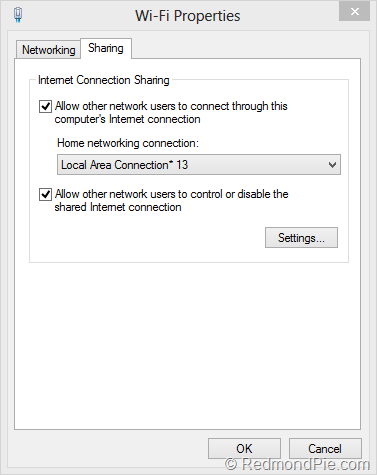 Wi-Fi Properties
Networking
Sharing
Internet Connection Sharing
Allow other network users to connect through this
computer's Internet connection
Home networking connection:
Local Area Connection* 13
Allow other network users to control or disable the
shared Internet connection
Settings...
OK
Cancel
© RedmondPie.com